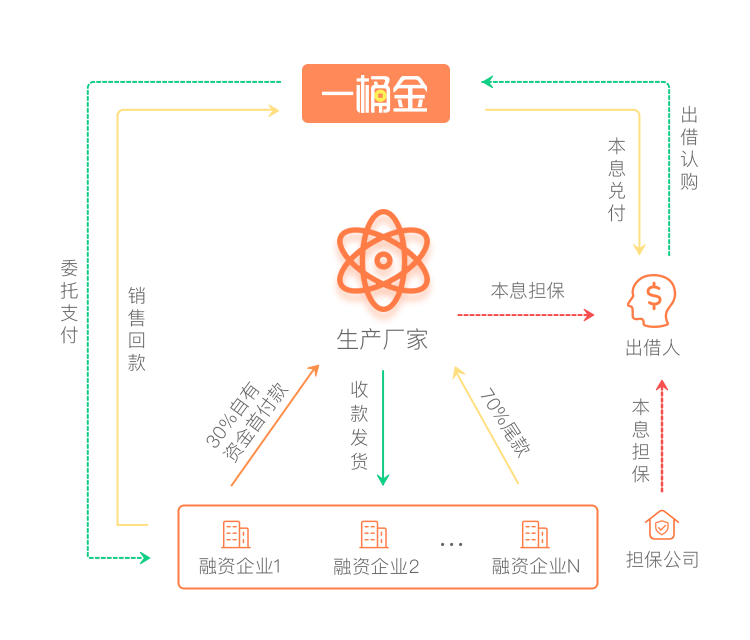 一桶金
出借认购
本息兑付
委托支付
销售回款
本息担保
生产厂家
出借人
30%自有
资金首付款
收款发货
70%尾款
本息担保
融资企业1
融资企业2
...
融资企业N
担保公司